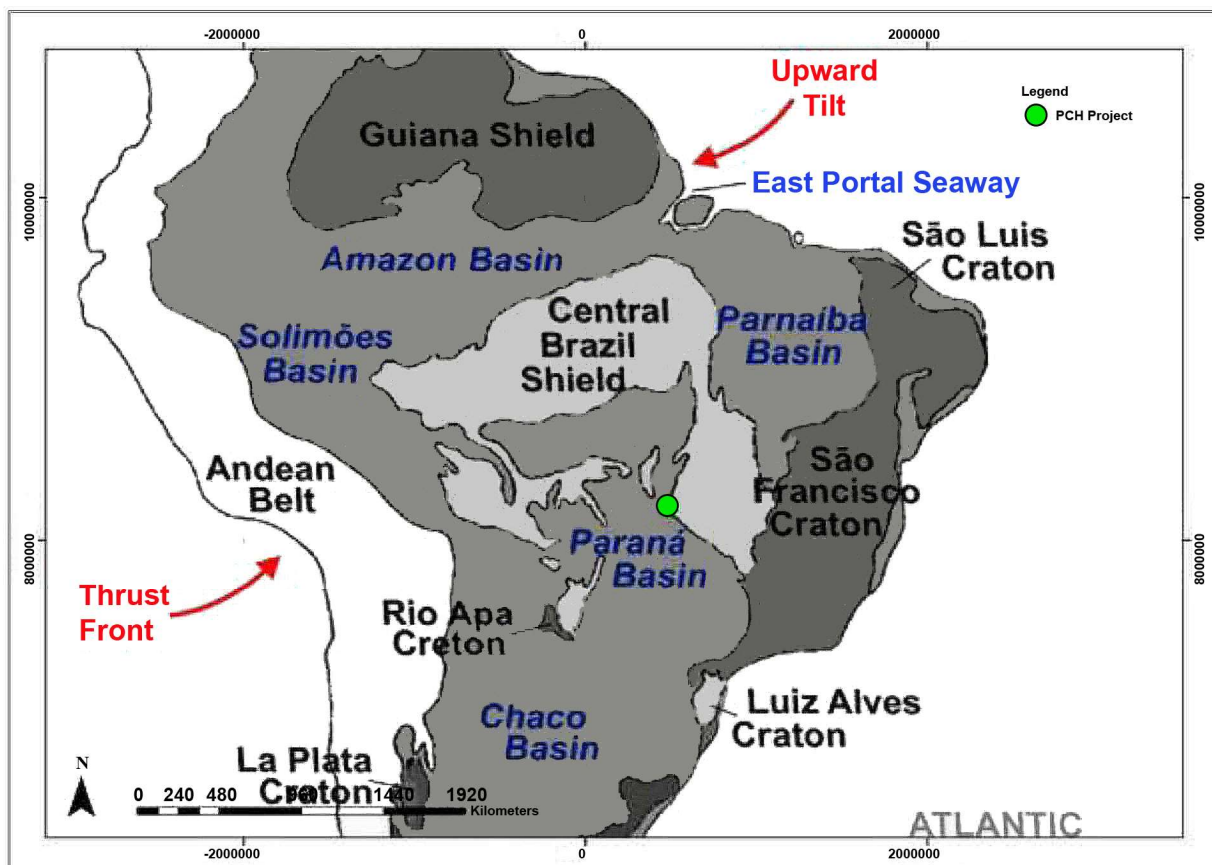 -2000000
0
2000000
Upward
Tilt
Legend
PCH Project
Guiana Shield
East Portal Seaway
10000000
10000000
São Luis
Craton
Amazon Basin
Central
Brazil
Shield
Parnaíba
Basin
Solimões
Basin
Andean
Belt
São
Francisco
Craton
Paraná
Basin
8000000
8000000
Thrust
Front
Rio Apa
Creton
Luiz Alves
Craton
Chaco
Basin
La Plata
Craton
N
0 240 480 960 1440 1920
Kilometers
ATLANTIC
-2000000
0
2000000